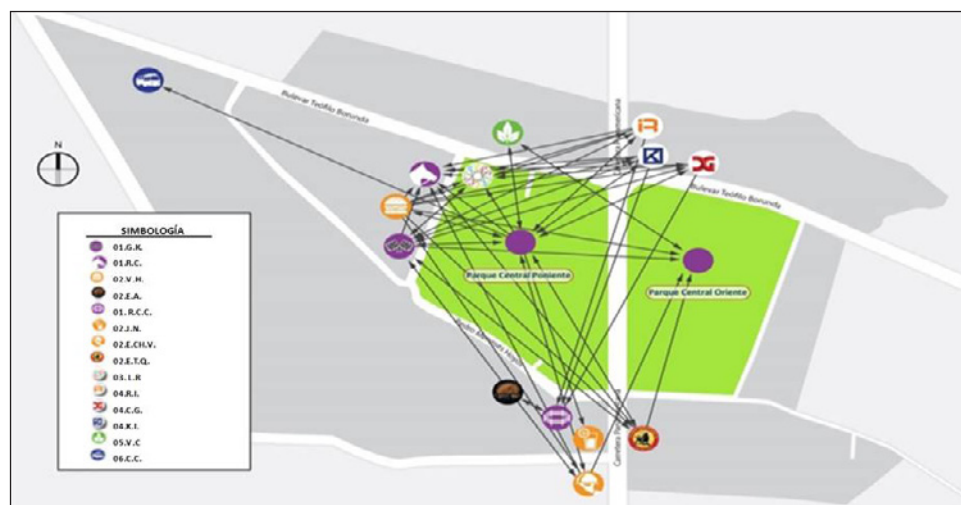 Bulevar Teófilo Borunda
N
Bulevar Teófilo Borunda
Parque Central Poniente
Parque Central Oriente
SIMBOLOGÍA
01.G.K.
01.R.C.
02.V.H.
02.E.A.
01. R.C.C.
02.J.N.
02.E.CH.V.
02.E.T.Q.
03. I.R
04.R.I.
04.C.G.
04.K.I.
05.V.C
06.C.C.